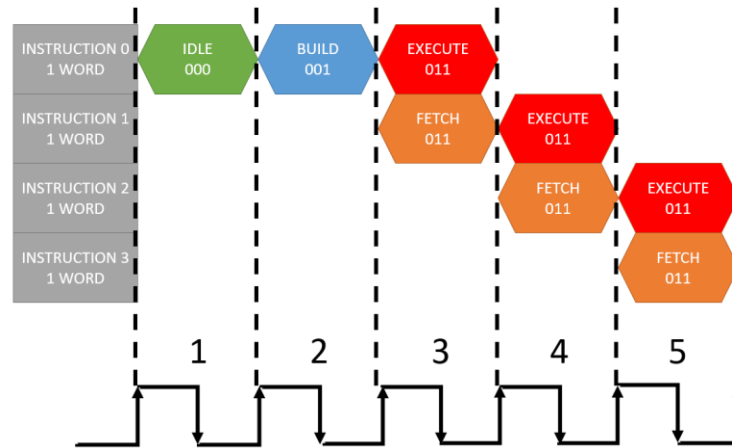 INSTRUCTION 0
1 WORD
IDLE
000
BUILD
001
EXECUTE
011
INSTRUCTION 1
1 WORD
FETCH
011
EXECUTE
011
INSTRUCTION 2
1 WORD
FETCH
011
EXECUTE
011
INSTRUCTION 3
1 WORD
FETCH
011
1 2 3 4 5